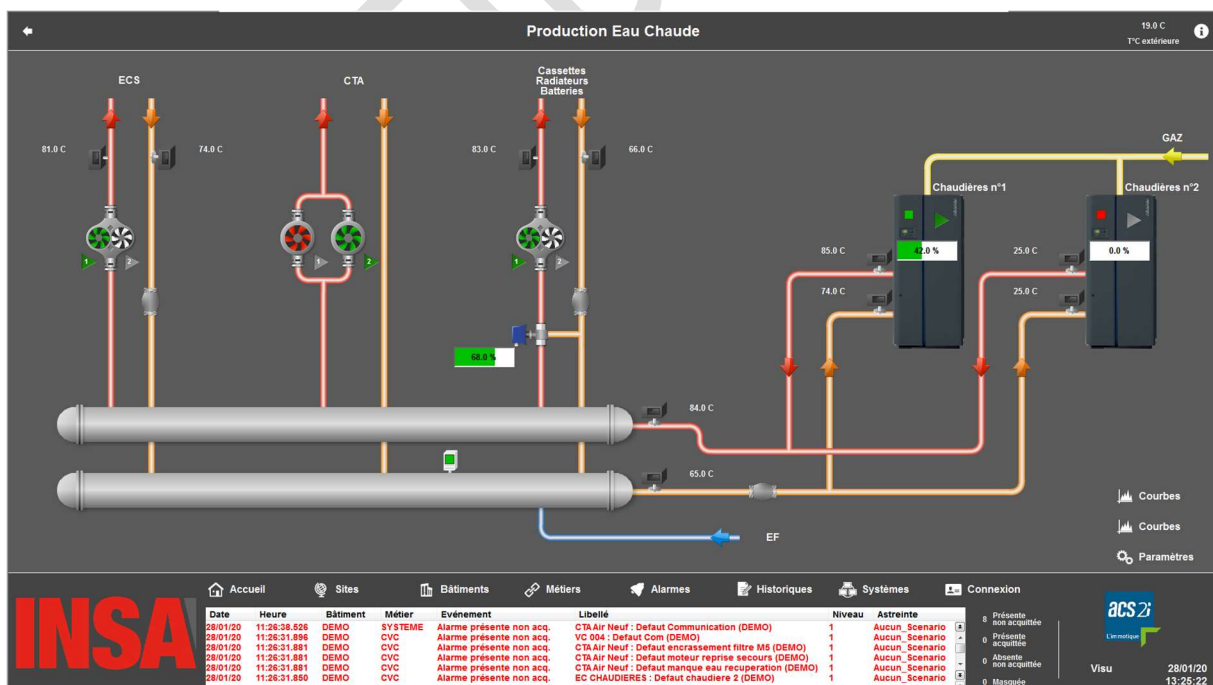 Production Eau Chaude
19.0 C
T°C extérieure
ECS
CTA
Cassettes
Radiateurs
Batteries
81.0 C
74.0 C
83.0 C
66.0 C
GAZ
Chaudières n°1
Chaudières n°2
1
2
1
2
1
2
85.0 C
42.0 %
25.0 C
0.0 %
74.0 C
25.0 C
68.0 %
84.0 C
65.0 C
EF
Courbes
Courbes
Paramètres
Accueil
Sites
Bâtiments
Métiers
Alarmes
Historiques
Systèmes
Connexion
INSA
Date Heure Bâtiment Métier Evénement Libellé Niveau Astreinte
28/01/20 11:26:38.526 DEMO SYSTEME Alarme présente non acq. CTA Air Neuf : Defaut Communication (DEMO) 1 Aucun_Scenario
28/01/20 11:26:31.896 DEMO CVC Alarme présente non acq. VC 004 : Defaut Com (DEMO) 1 Aucun_Scenario
28/01/20 11:26:31.881 DEMO CVC Alarme présente non acq. CTA Air Neuf : Defaut encrassement filtre M5 (DEMO) 1 Aucun_Scenario
28/01/20 11:26:31.881 DEMO CVC Alarme présente non acq. CTA Air Neuf : Defaut moteur reprise secours (DEMO) 1 Aucun_Scenario
28/01/20 11:26:31.881 DEMO CVC Alarme présente non acq. CTA Air Neuf : Defaut manque eau recuperation (DEMO) 1 Aucun_Scenario
28/01/20 11:26:31.850 DEMO CVC Alarme présente non acq. EC CHAUDIERES : Defaut chaudiere 2 (DEMO) 1 Aucun_Scenario
8 Présente non acquittée
0 Présente acquittée
0 Absente non acquittée
0 Masquée
acs 2i
L'immotique
Visu
28/01/20
13:25:22